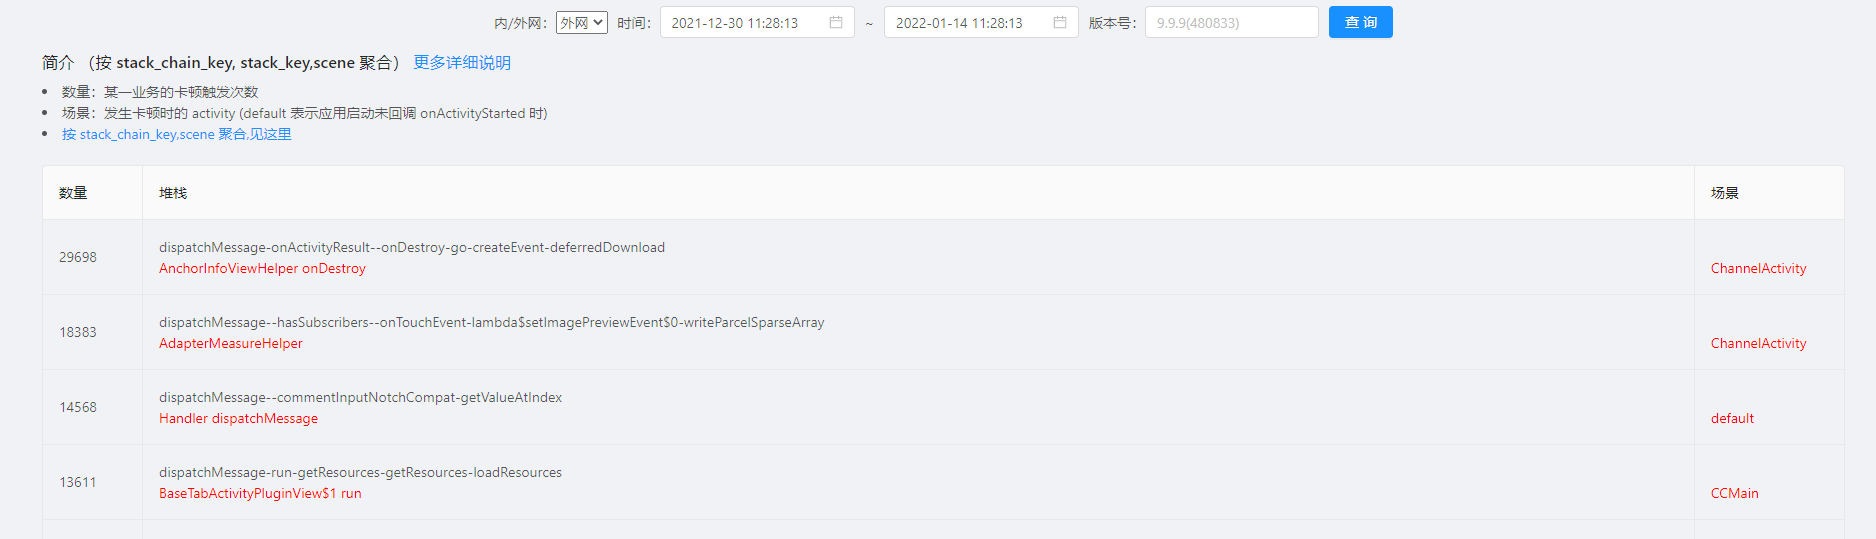 内/外网： 外网 时间： 2021-12-30 11:28:13 ~ 2022-01-14 11:28:13 版本号： 9.9.9(480833) 查 询
简介 （按 stack_chain_key, stack_key,scene 聚合） 更多详细说明
• 数量：某一业务的卡顿触发次数
• 场景：发生卡顿时的 activity (default 表示应用启动未回调 onActivityStarted 时)
• 按 stack_chain_key,scene 聚合,见这里
数量 堆栈 场景
dispatchMessage-onActivityResult--onDestroy-go-createEvent-deferredDownload
29698
AnchorInfoViewHelper onDestroy ChannelActivity
dispatchMessage--hasSubscribers--onTouchEvent-lambda$setImagePreviewEvent$0-writeParcelSparseArray
18383
AdapterMeasureHelper ChannelActivity
dispatchMessage--commentInputNotchCompat-getValueAtIndex
14568
Handler dispatchMessage default
dispatchMessage-run-getResources-getResources-loadResources
13611
BaseTabActivityPluginView$1 run CCMain